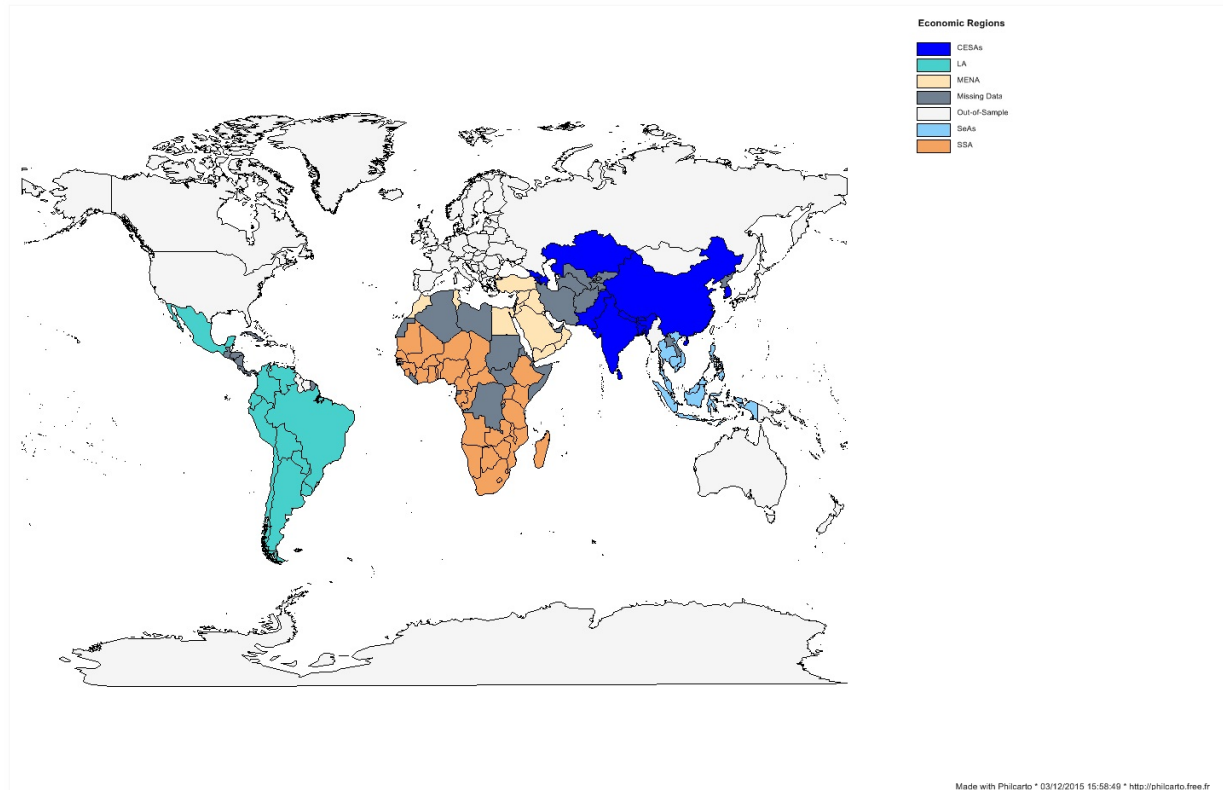 Economic Regions
CESAs
LA
MENA
Missing Data
Out-of-Sample
SeAs
SSA
Made with Philcarto * 03/12/2015 15:58:49 * http://philcarto.free.fr